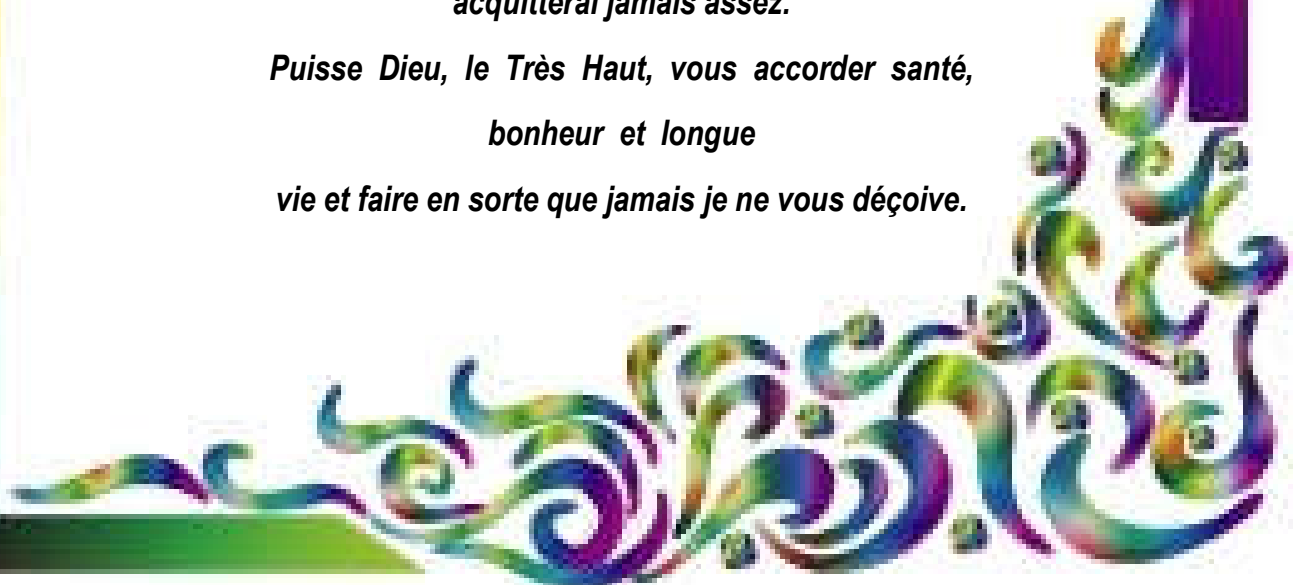 acquitterai jamais assez.
Puisse Dieu, le Très Haut, vous accorder santé,
bonheur et longue
vie et faire en sorte que jamais je ne vous déçoive.